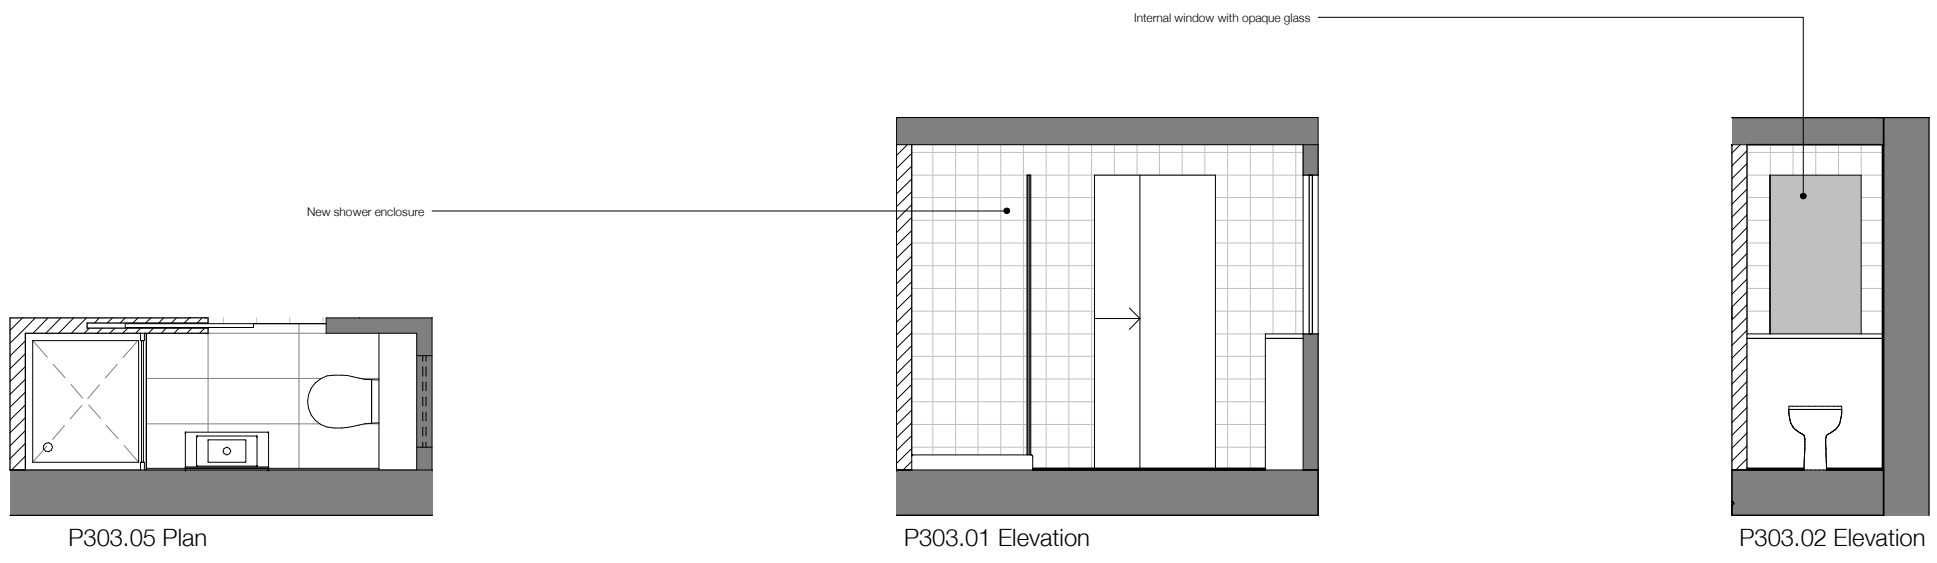 Internal window with opaque glass
New shower enclosure
P303.05 Plan
P303.01 Elevation
P303.02 Elevation